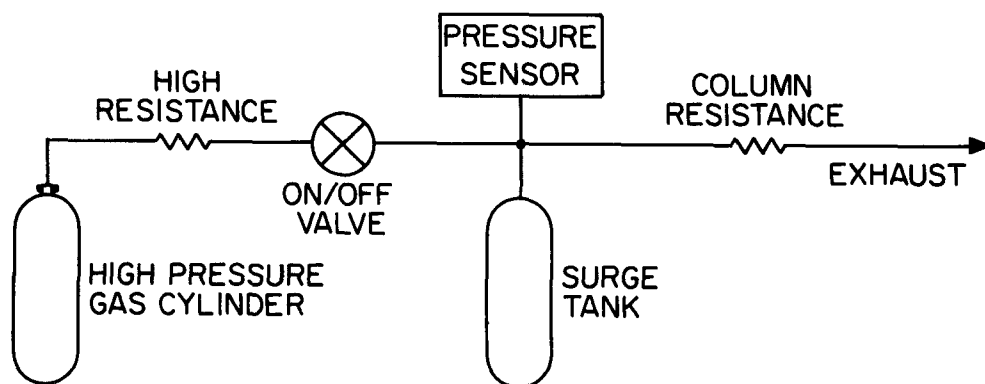 PRESSURE
SENSOR
HIGH
RESISTANCE
COLUMN
RESISTANCE
ON/OFF
VALVE
EXHAUST
HIGH PRESSURE
GAS CYLINDER
SURGE
TANK